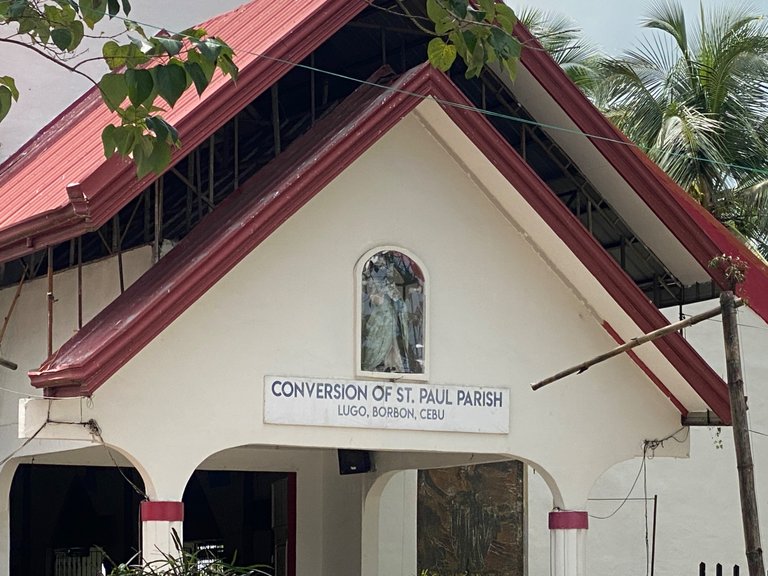 CONVERSION OF ST. PAUL PARISH
LUGO, BORBON, CEBU